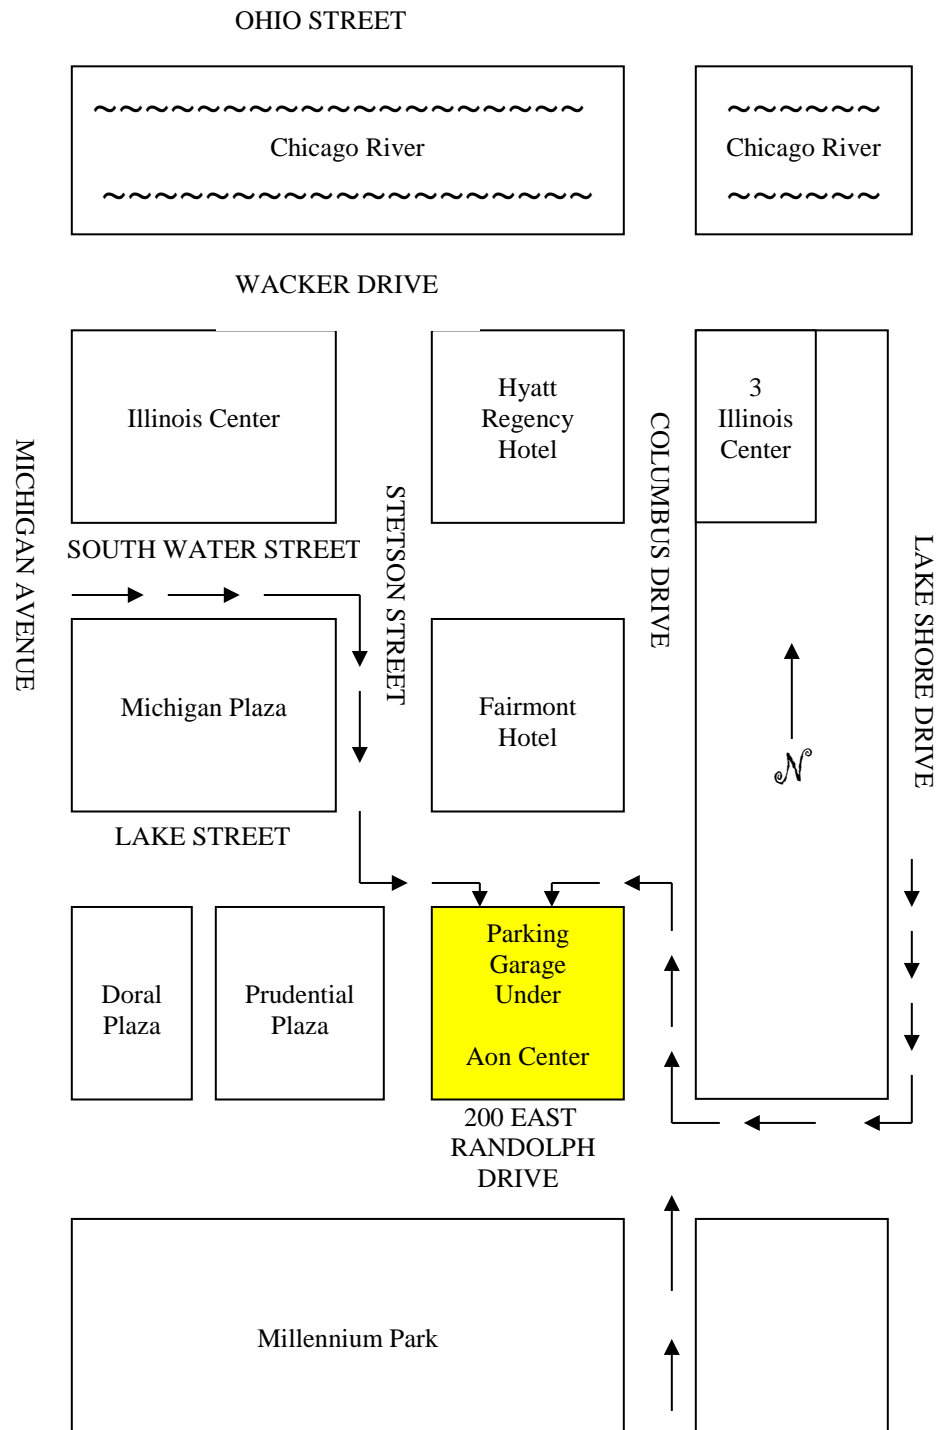 OHIO STREET
~~~~~~~~~~~~~~~~~~~
Chicago River
~~~~~~~~~~~~~~~~~~~
~~~~~~
Chicago River
~~~~~~
WACKER DRIVE
Illinois Center
Hyatt
Regency
Hotel
3
Illinois
Center
MICHIGAN AVENUE
SOUTH WATER STREET
STETSON STREET
COLUMBUS DRIVE
LAKE SHORE DRIVE
Michigan Plaza
Fairmont
Hotel
N
LAKE STREET
Doral
Plaza
Prudential
Plaza
Parking
Garage
Under
Aon Center
200 EAST
RANDOLPH
DRIVE
Millennium Park